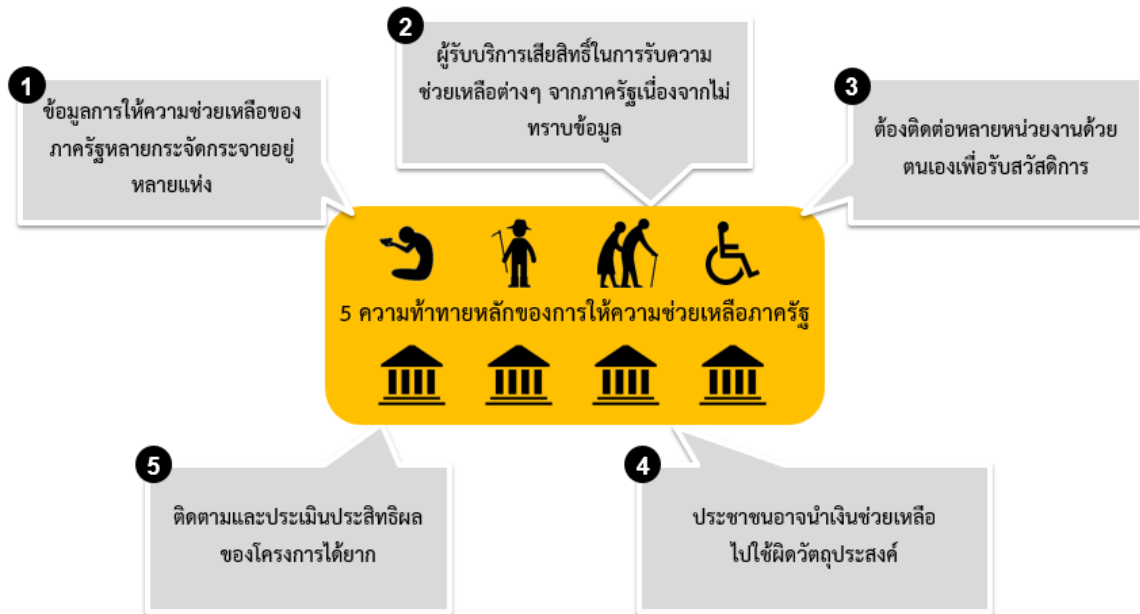 1
ข้อมูลการให้ความช่วยเหลือของ
ภาครัฐหลายกระจัดกระจายอยู่
หลายแห่ง
2
ผู้รับบริการเสียสิทธิ์ในการรับความ
ช่วยเหลือต่างๆ จากภาครัฐเนื่องจากไม่
ทราบข้อมูล
3
ต้องติดต่อหลายหน่วยงานด้วย
ตนเองเพื่อรับสวัสดิการ
5 ความท้าทายหลักของการให้ความช่วยเหลือภาครัฐ
5
ติดตามและประเมินประสิทธิผล
ของโครงการได้ยาก
4
ประชาชนอาจนำเงินช่วยเหลือ
ไปใช้ผิดวัตถุประสงค์